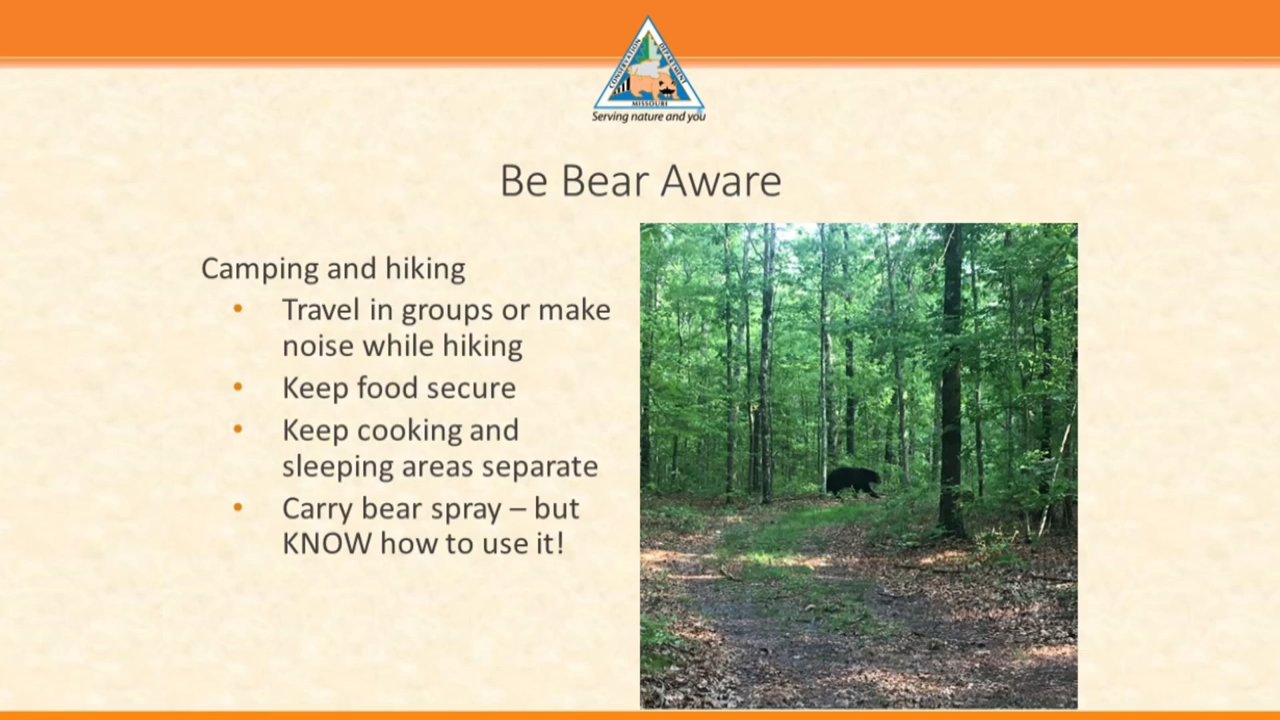 CONSERVATION DEPARTMENT
MISSOURI
Serving nature and you
Be Bear Aware
Camping and hiking
• Travel in groups or make
noise while hiking
• Keep food secure
• Keep cooking and
sleeping areas separate
• Carry bear spray – but
KNOW how to use it!